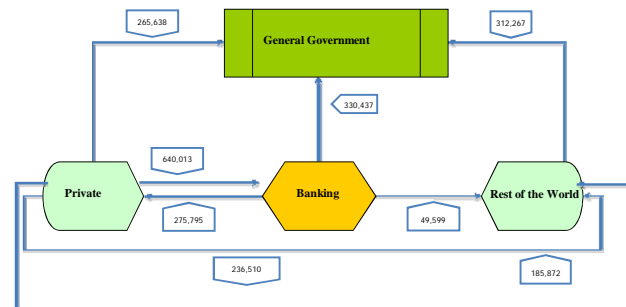 265,638
312,267
General Government
330,437
640,013
Private
Banking
Rest of the World
275,795
49,599
236,510
185,872